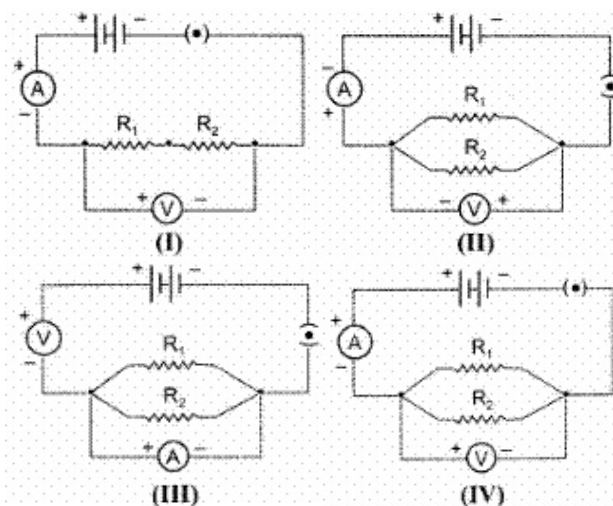 + − (•) + −
+ A −
R₁ R₂
+ V −
(I)
− A +
R₁
R₂
− V +
(II)
+ − + −
+ V −
R₁
R₂
+ A −
(III)
+ A −
R₁
R₂
+ V −
(IV)